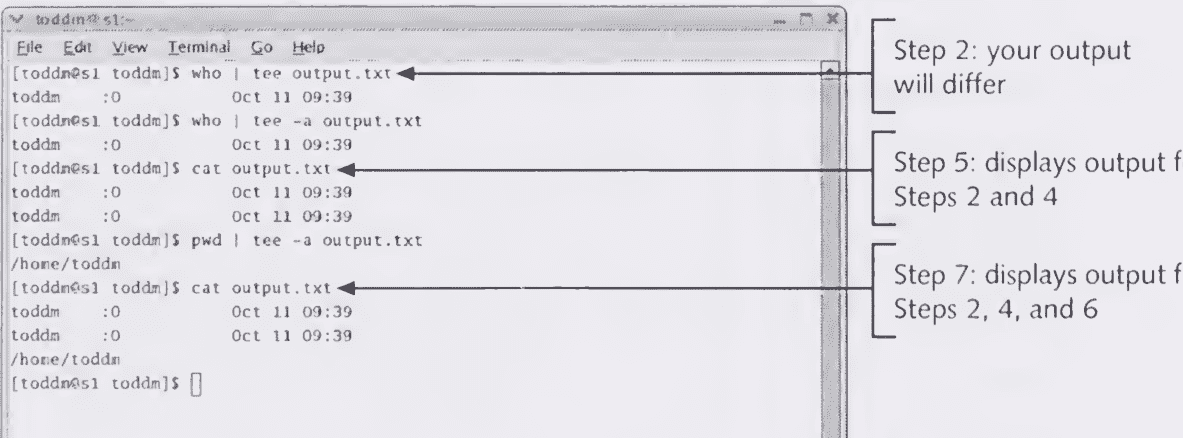 toddm@s1:~
File Edit View Terminal Go Help
[toddm@s1 toddm]$ who | tee output.txt
toddm :0 Oct 11 09:39
[toddm@s1 toddm]$ who | tee -a output.txt
toddm :0 Oct 11 09:39
[toddm@s1 toddm]$ cat output.txt
toddm :0 Oct 11 09:39
toddm :0 Oct 11 09:39
[toddm@s1 toddm]$ pwd | tee -a output.txt
/home/toddm
[toddm@s1 toddm]$ cat output.txt
toddm :0 Oct 11 09:39
toddm :0 Oct 11 09:39
/home/toddm
[toddm@s1 toddm]$
Step 2: your output
will differ
Step 5: displays output f
Steps 2 and 4
Step 7: displays output f
Steps 2, 4, and 6